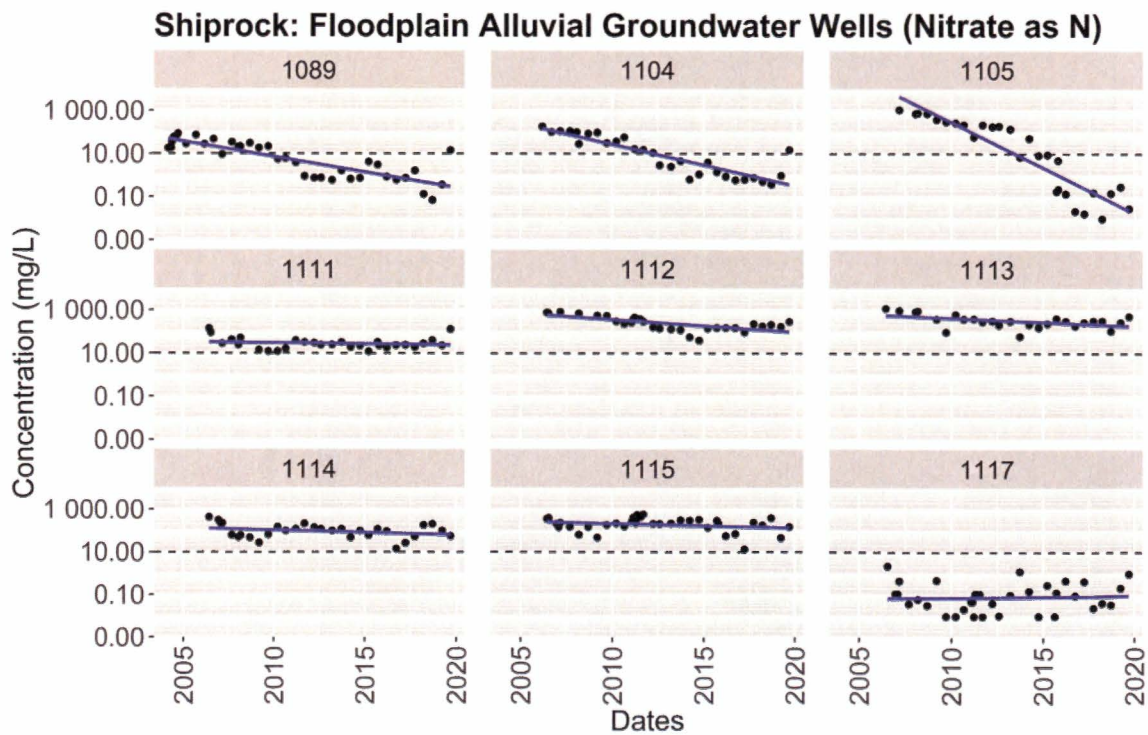 Shiprock: Floodplain Alluvial Groundwater Wells (Nitrate as N)
1089 1104 1105
1 000.00
10.00
0.10
0.00
1111 1112 1113
1 000.00
10.00
0.10
0.00
1114 1115 1117
1 000.00
10.00
0.10
0.00
Concentration (mg/L)
2005 2010 2015 2020 2005 2010 2015 2020 2005 2010 2015 2020
Dates